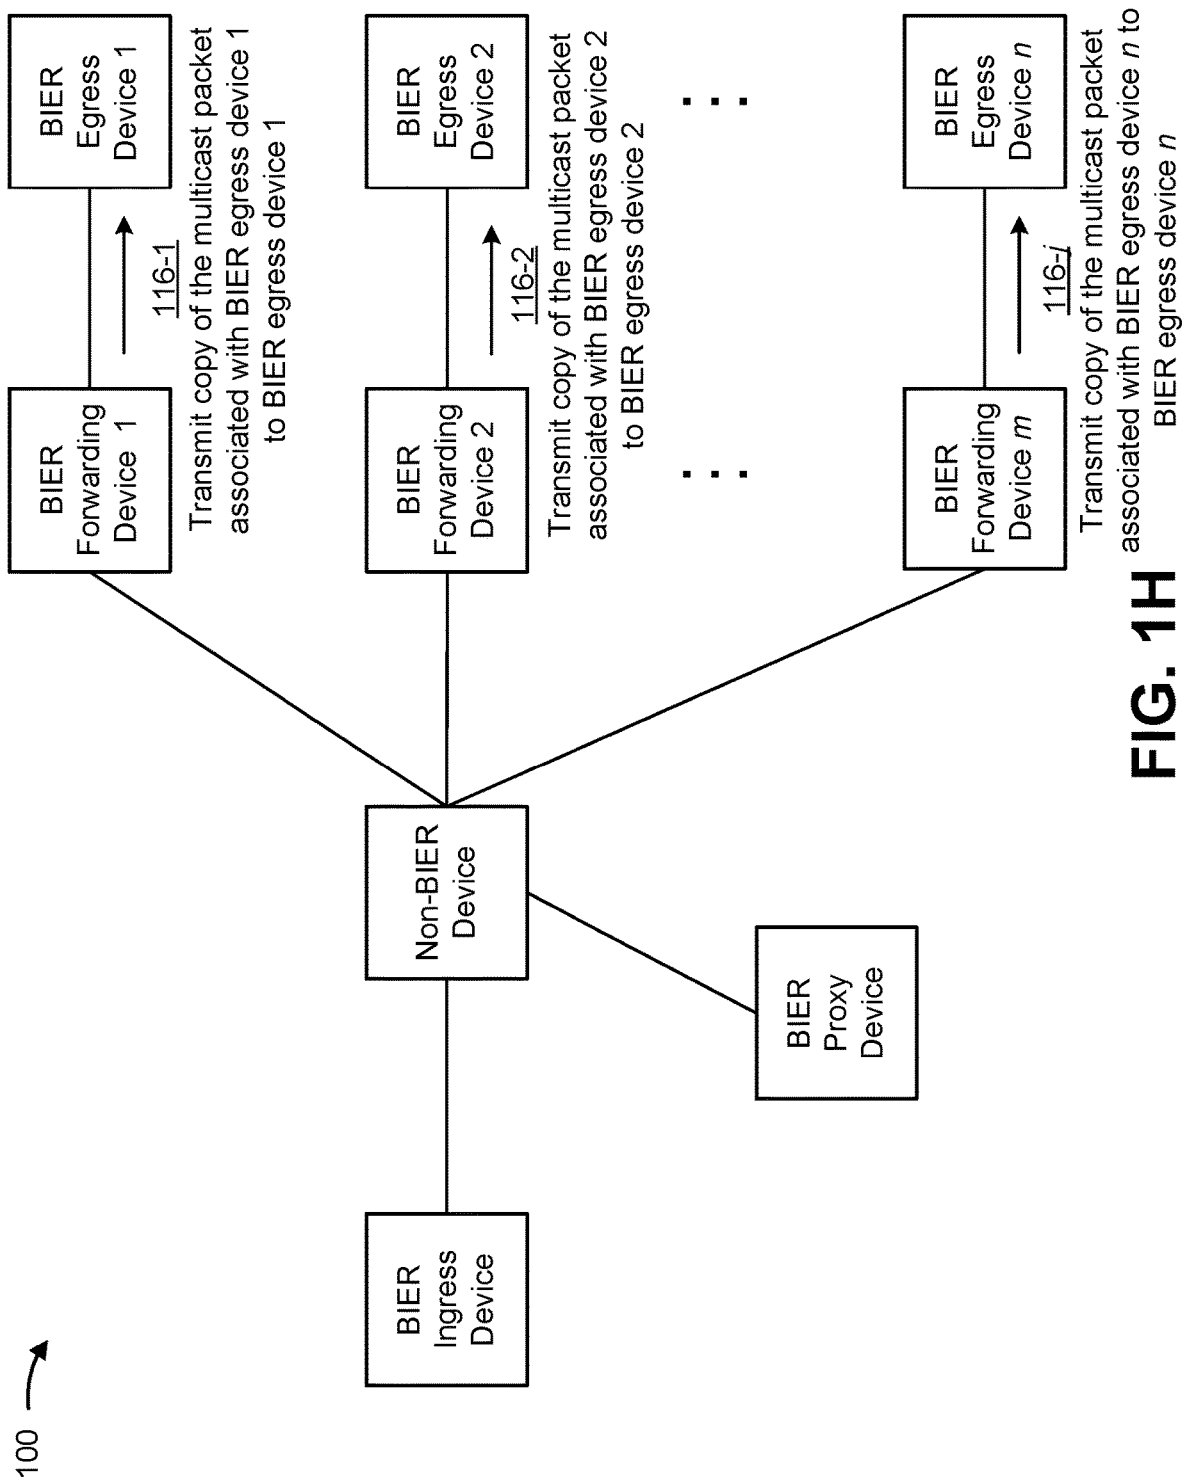 100
BIER
Ingress
Device
Non-BIER
Device
BIER
Proxy
Device
BIER
Forwarding
Device 1
BIER
Egress
Device 1
116-1
Transmit copy of the multicast packet
associated with BIER egress device 1
to BIER egress device 1
BIER
Forwarding
Device 2
BIER
Egress
Device 2
116-2
Transmit copy of the multicast packet
associated with BIER egress device 2
to BIER egress device 2
. . .
. . .
BIER
Forwarding
Device m
BIER
Egress
Device n
116-i
Transmit copy of the multicast packet
associated with BIER egress device n to
BIER egress device n
FIG. 1H